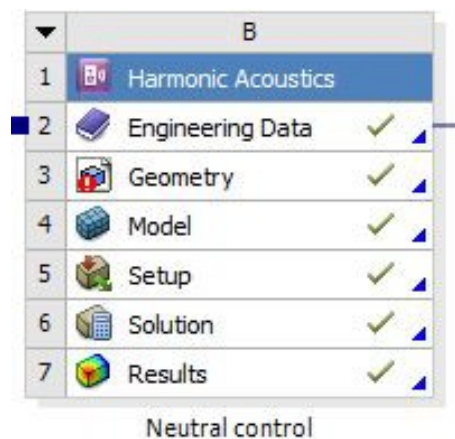 B
1 Harmonic Acoustics
2 Engineering Data
3 Geometry
4 Model
5 Setup
6 Solution
7 Results
Neutral control